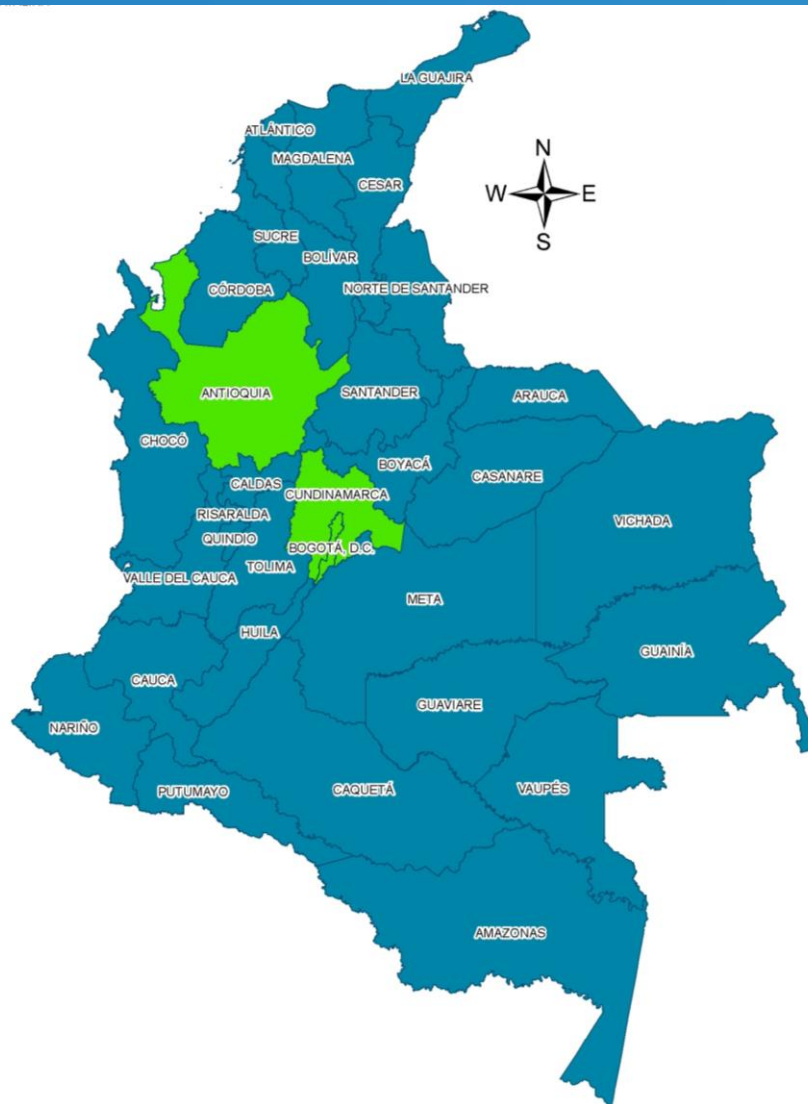 LA GUAJIRA
ATLÁNTICO
MAGDALENA
CESAR
N
W
E
S
SUCRE
BOLÍVAR
CÓRDOBA
NORTE DE SANTANDER
ANTIOQUIA
SANTANDER
ARAUCA
CHOCÓ
BOYACÁ
CASANARE
CALDAS
CUNDINAMARCA
RISARALDA
VICHADA
QUINDIO
BOGOTÁ, D.C.
TOLIMA
VALLE DEL CAUCA
META
HUILA
GUAINÍA
CAUCA
GUAVIARE
NARIÑO
PUTUMAYO
CAQUETÁ
VAUPÉS
AMAZONAS